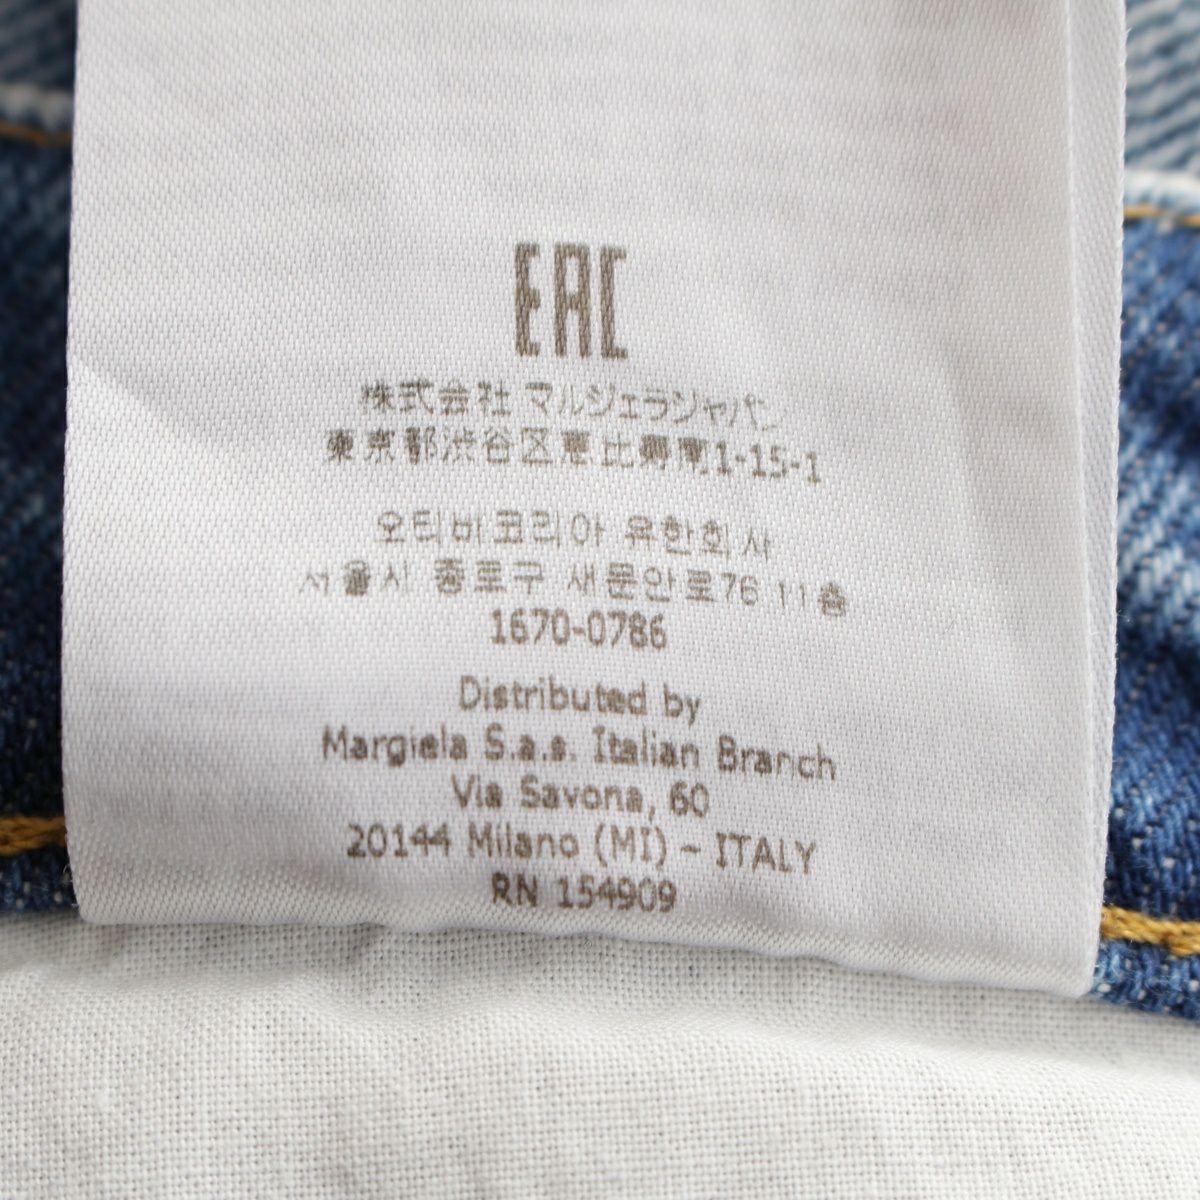 EAC
株式会社 マルジェラジャパン
東京都渋谷区恵比寿南1-15-1
오티비코리아 유한회사
서울시 종로구 새문안로76 11층
1670-0786
Distributed by
Margiela S.a.s. Italian Branch
Via Savona, 60
20144 Milano (MI) - ITALY
RN 154909